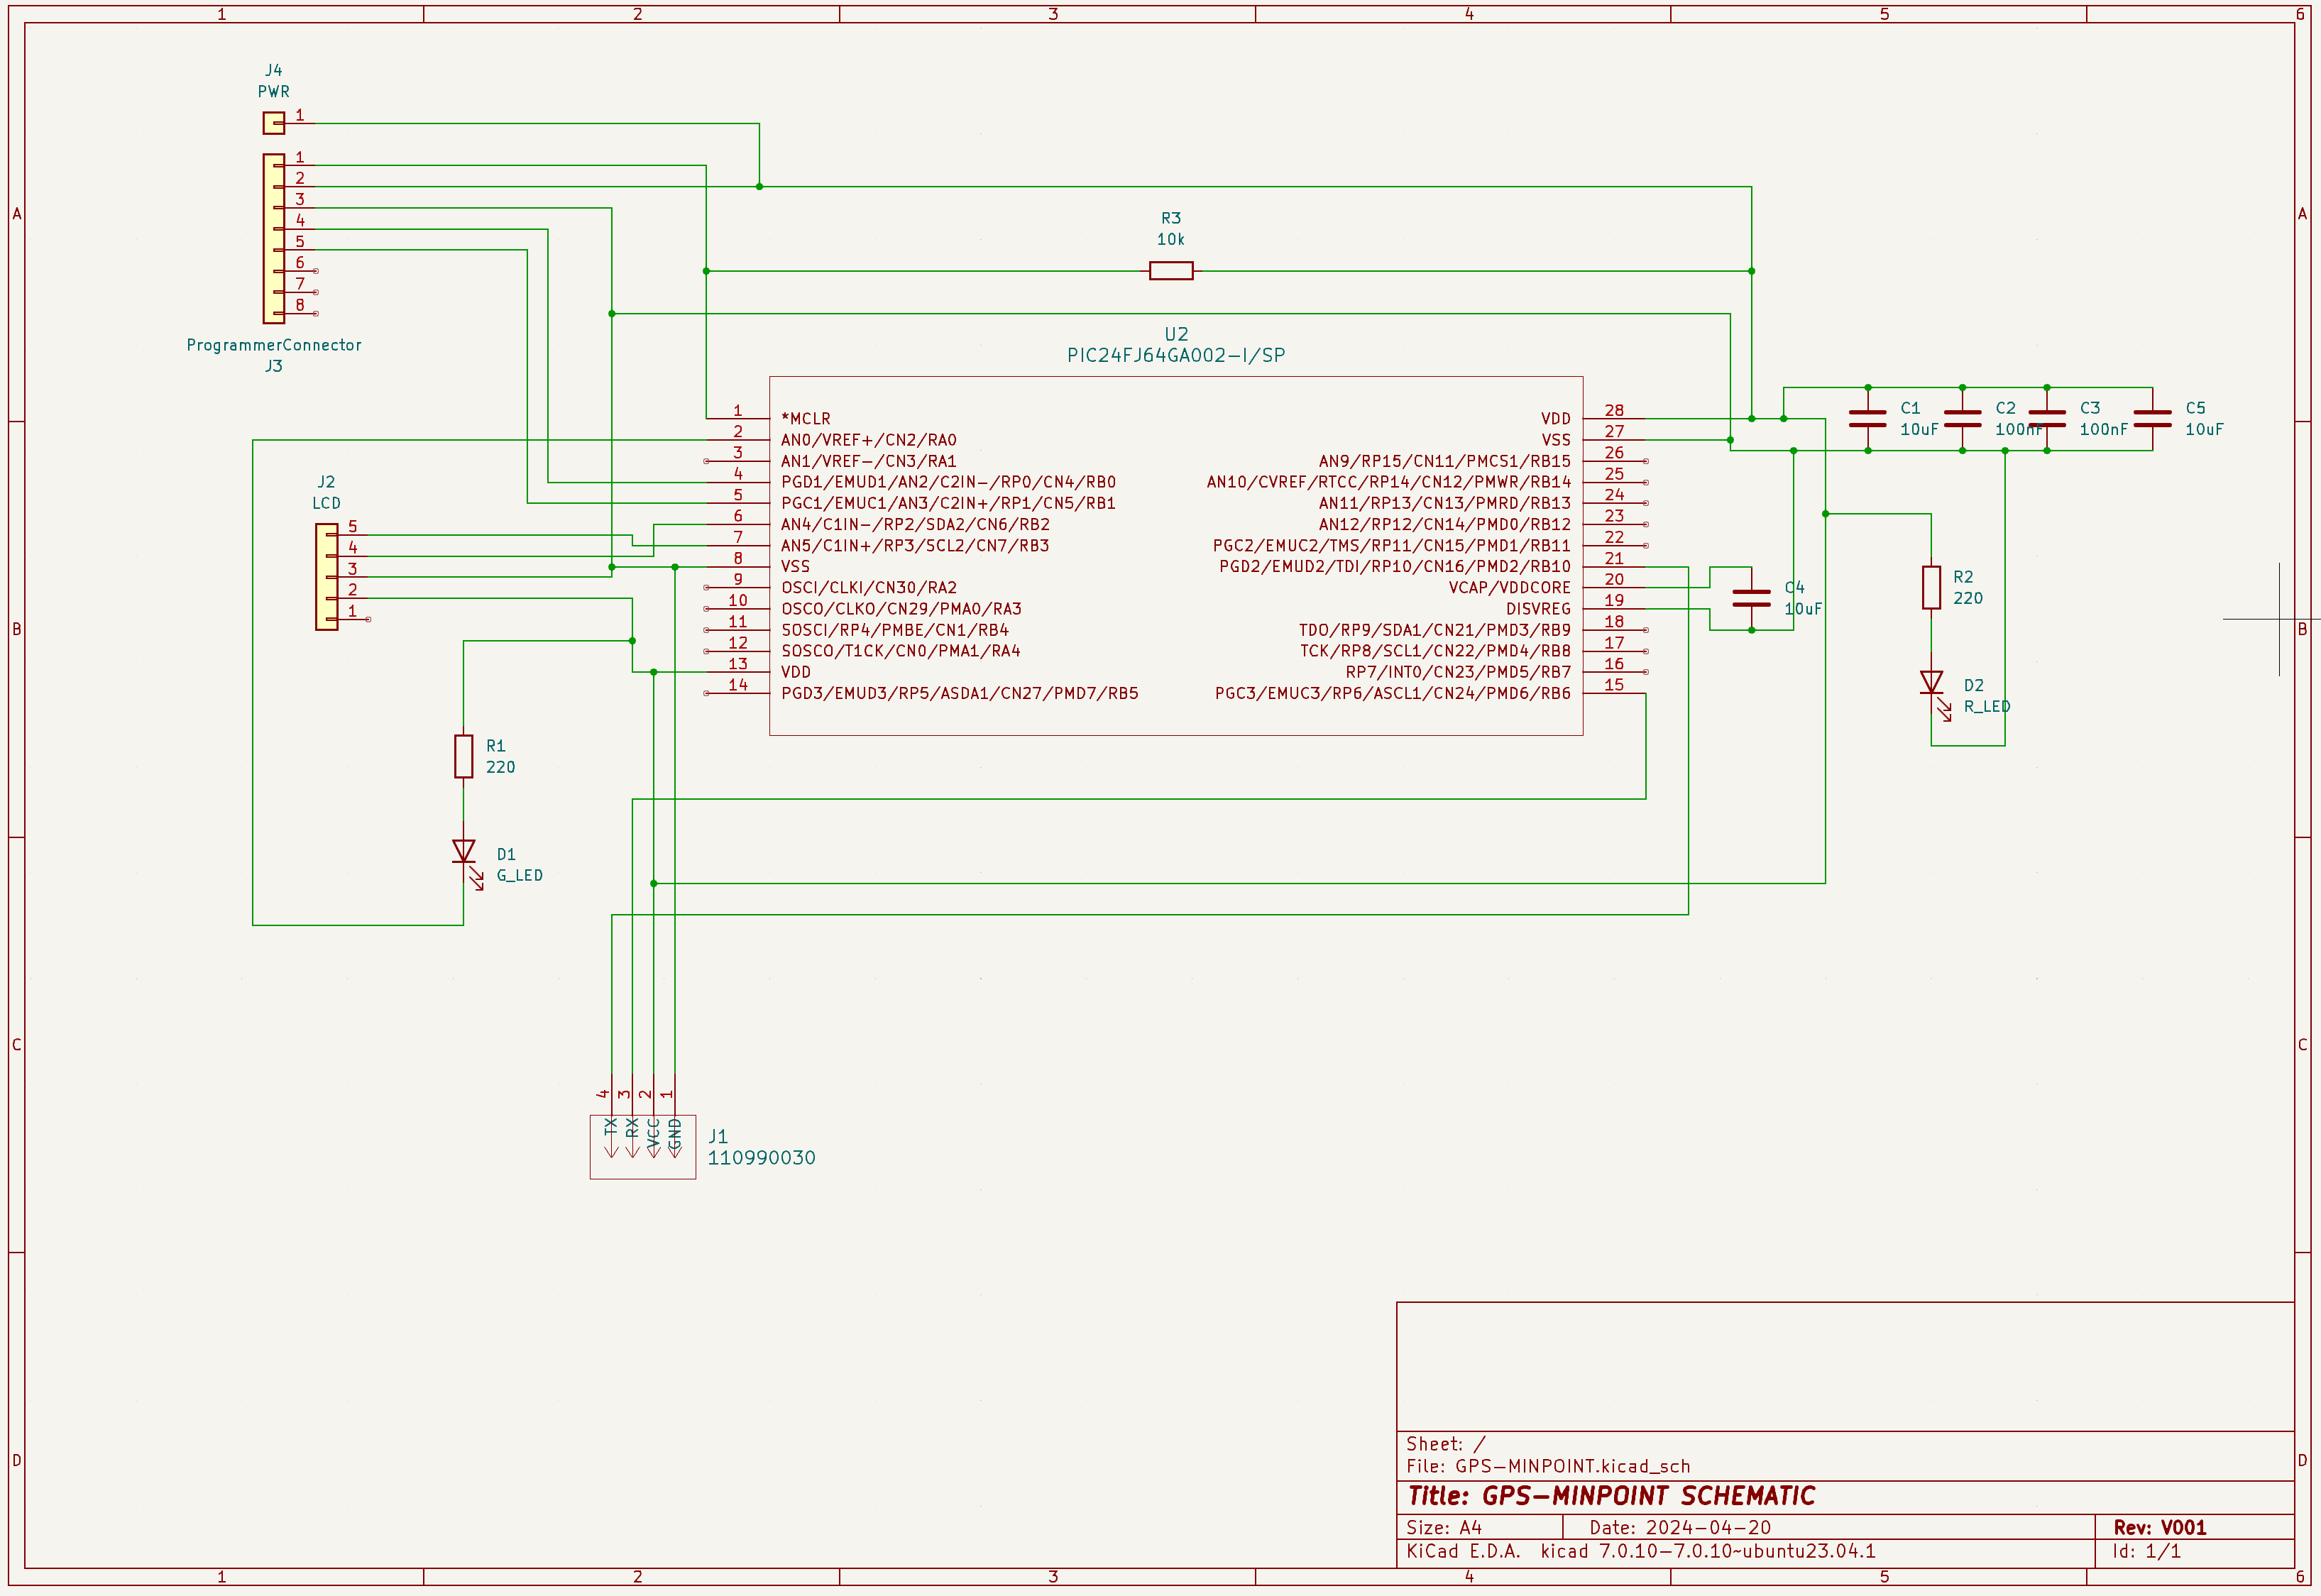 1 2 3 4 5 6
A A
B B
C C
D D
1 2 3 4 5 6
J4
PWR
1
1
2
3
4
5
6
7
8
ProgrammerConnector
J3
R3
10k
U2
PIC24FJ64GA002-I/SP
1 *MCLR
2 AN0/VREF+/CN2/RA0
3 AN1/VREF-/CN3/RA1
4 PGD1/EMUD1/AN2/C2IN-/RP0/CN4/RB0
5 PGC1/EMUC1/AN3/C2IN+/RP1/CN5/RB1
6 AN4/C1IN-/RP2/SDA2/CN6/RB2
7 AN5/C1IN+/RP3/SCL2/CN7/RB3
8 VSS
9 OSCI/CLKI/CN30/RA2
10 OSCO/CLKO/CN29/PMA0/RA3
11 SOSCI/RP4/PMBE/CN1/RB4
12 SOSCO/T1CK/CN0/PMA1/RA4
13 VDD
14 PGD3/EMUD3/RP5/ASDA1/CN27/PMD7/RB5
VDD 28
VSS 27
AN9/RP15/CN11/PMCS1/RB15 26
AN10/CVREF/RTCC/RP14/CN12/PMWR/RB14 25
AN11/RP13/CN13/PMRD/RB13 24
AN12/RP12/CN14/PMD0/RB12 23
PGC2/EMUC2/TMS/RP11/CN15/PMD1/RB11 22
PGD2/EMUD2/TDI/RP10/CN16/PMD2/RB10 21
VCAP/VDDCORE 20
DISVREG 19
TDO/RP9/SDA1/CN21/PMD3/RB9 18
TCK/RP8/SCL1/CN22/PMD4/RB8 17
RP7/INT0/CN23/PMD5/RB7 16
PGC3/EMUC3/RP6/ASCL1/CN24/PMD6/RB6 15
C1
10uF
C2
100nF
C3
100nF
C5
10uF
C4
10uF
R2
220
D2
R_LED
J2
LCD
5
4
3
2
1
R1
220
D1
G_LED
4 3 2 1
TX RX VCC GND
J1
110990030
Sheet: /
File: GPS-MINPOINT.kicad_sch
Title: GPS-MINPOINT SCHEMATIC
Size: A4 Date: 2024-04-20 Rev: V001
KiCad E.D.A. kicad 7.0.10-7.0.10~ubuntu23.04.1 Id: 1/1